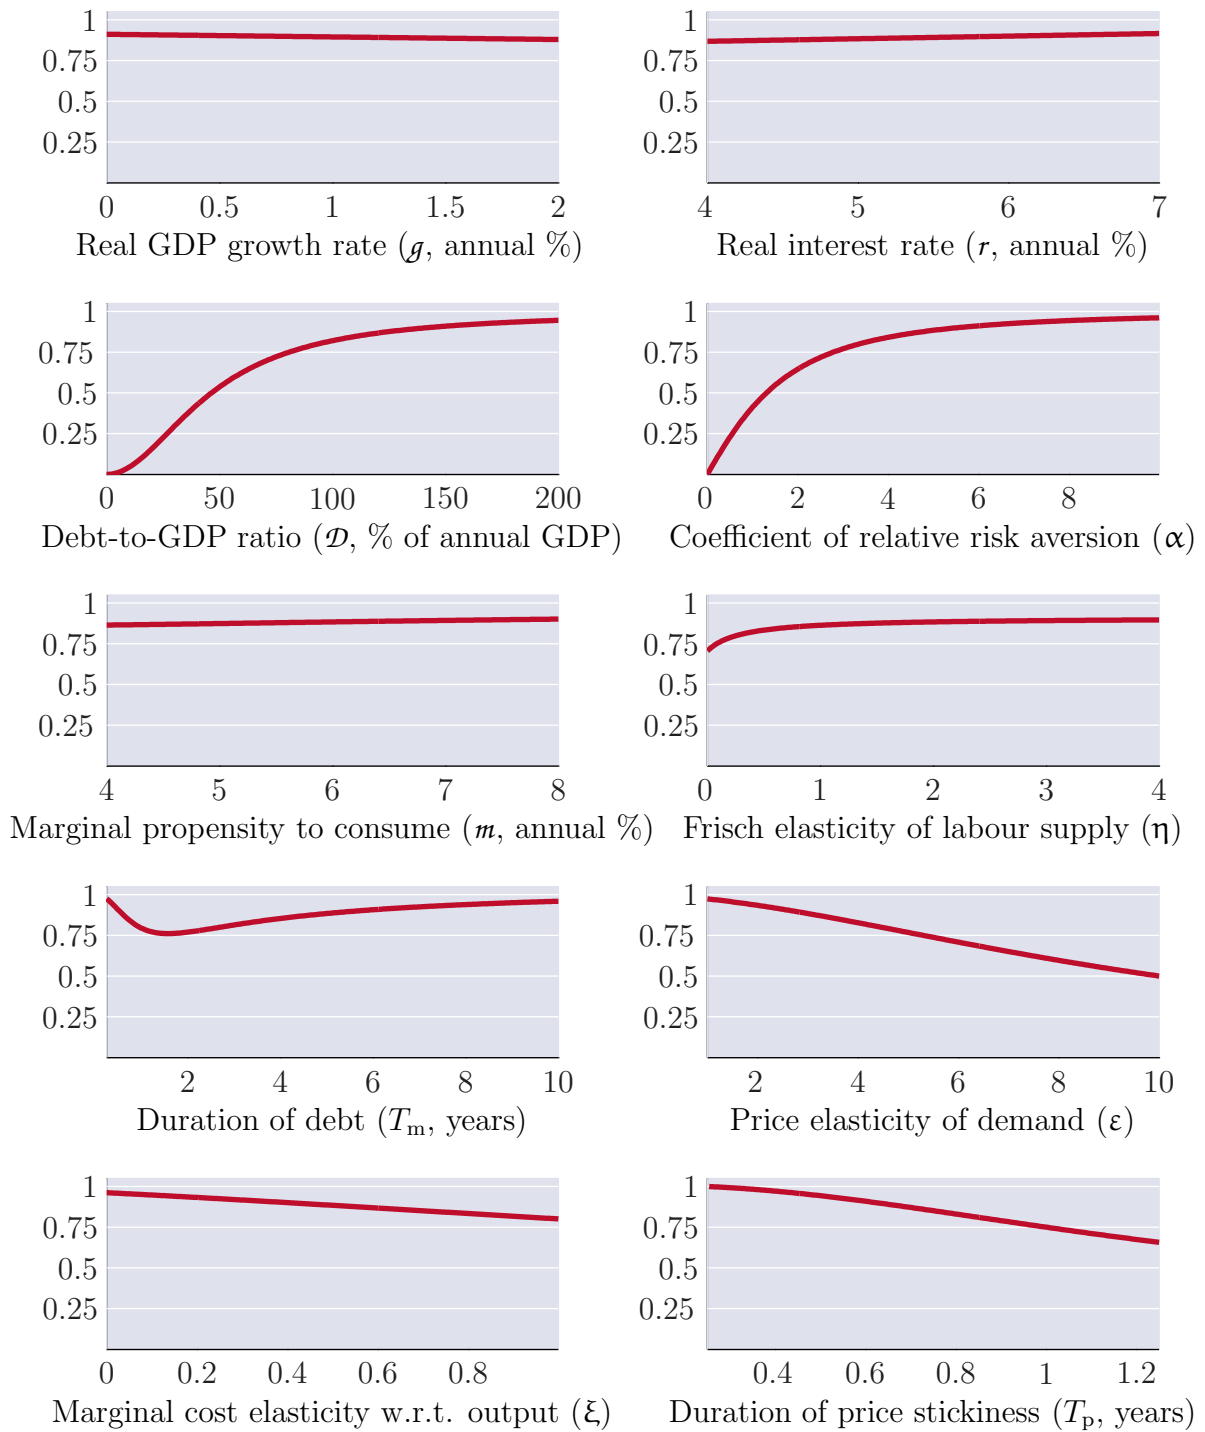 1
0.75
0.5
0.25
0 0.5 1 1.5 2
Real GDP growth rate (ℊ, annual %)
1
0.75
0.5
0.25
4 5 6 7
Real interest rate (𝓇, annual %)
1
0.75
0.5
0.25
0 50 100 150 200
Debt-to-GDP ratio (𝒟, % of annual GDP)
1
0.75
0.5
0.25
0 2 4 6 8
Coefficient of relative risk aversion (α)
1
0.75
0.5
0.25
4 5 6 7 8
Marginal propensity to consume (𝓂, annual %)
1
0.75
0.5
0.25
0 1 2 3 4
Frisch elasticity of labour supply (η)
1
0.75
0.5
0.25
2 4 6 8 10
Duration of debt (Tm, years)
1
0.75
0.5
0.25
2 4 6 8 10
Price elasticity of demand (ε)
1
0.75
0.5
0.25
0 0.2 0.4 0.6 0.8
Marginal cost elasticity w.r.t. output (ξ)
1
0.75
0.5
0.25
0.4 0.6 0.8 1 1.2
Duration of price stickiness (Tp, years)